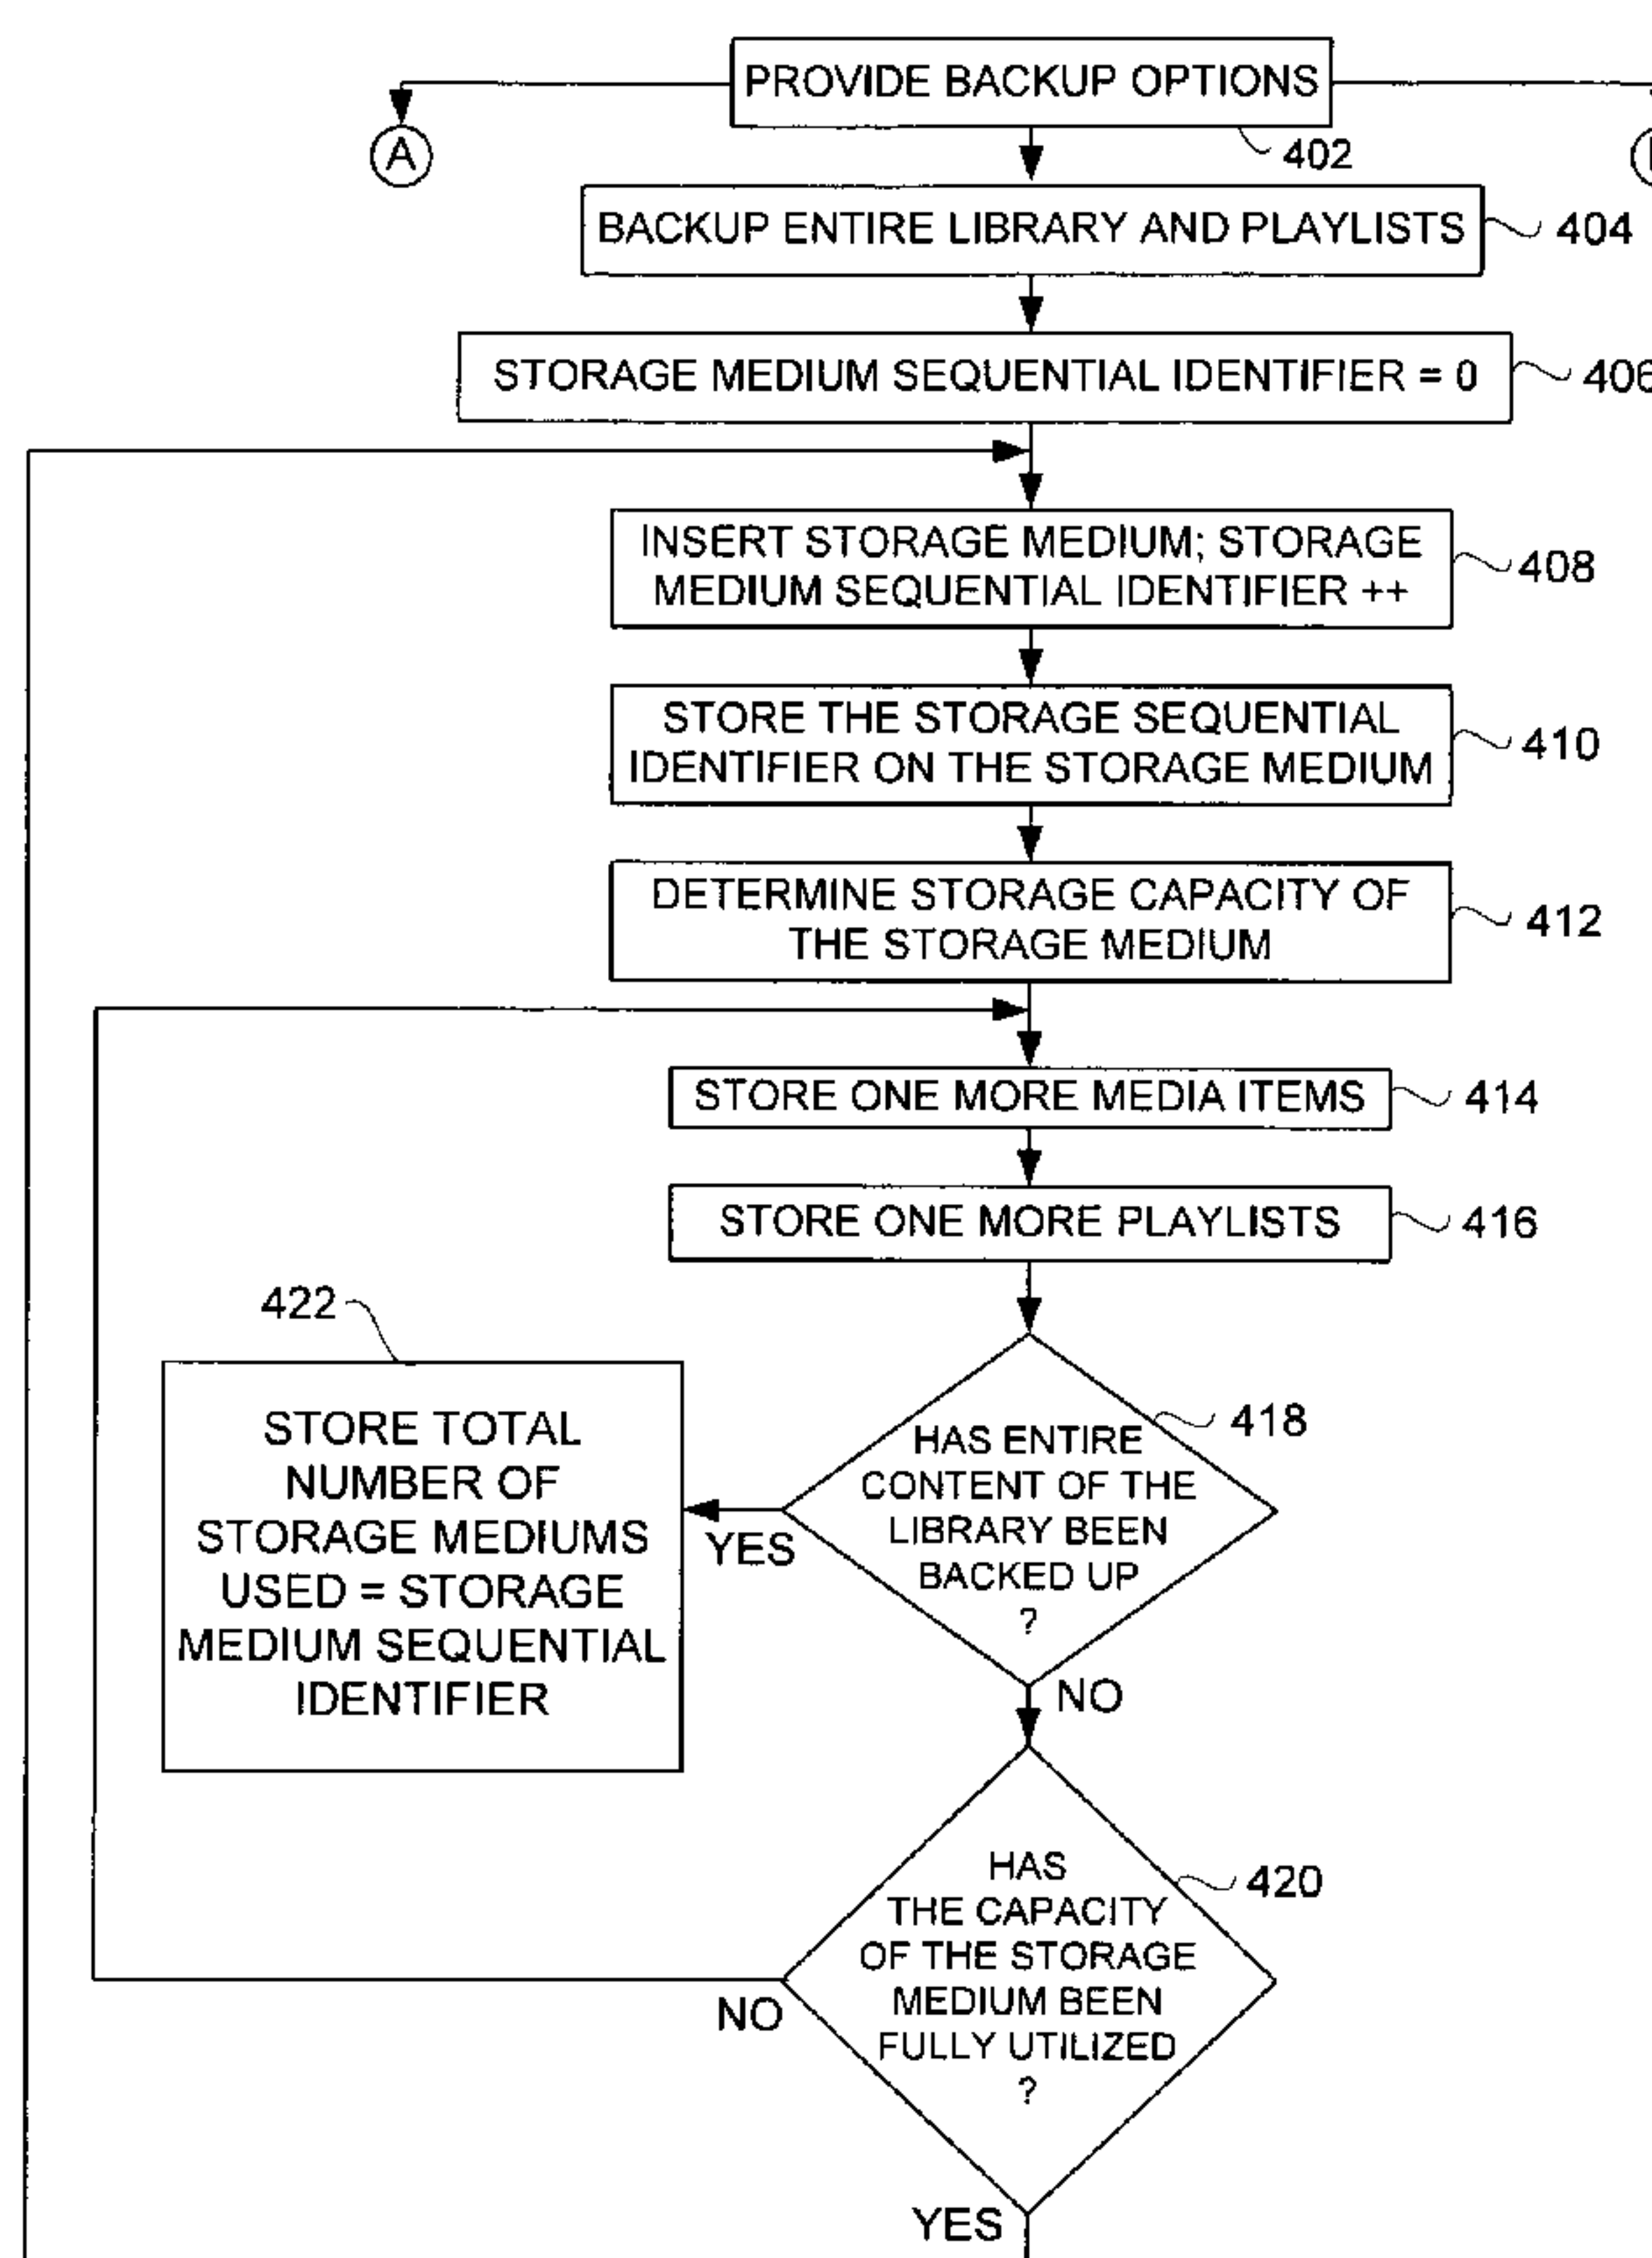 PROVIDE BACKUP OPTIONS
402
A
BACKUP ENTIRE LIBRARY AND PLAYLISTS
404
STORAGE MEDIUM SEQUENTIAL IDENTIFIER = 0
406
INSERT STORAGE MEDIUM; STORAGE
MEDIUM SEQUENTIAL IDENTIFIER ++
408
STORE THE STORAGE SEQUENTIAL
IDENTIFIER ON THE STORAGE MEDIUM
410
DETERMINE STORAGE CAPACITY OF
THE STORAGE MEDIUM
412
STORE ONE MORE MEDIA ITEMS
414
STORE ONE MORE PLAYLISTS
416
422
STORE TOTAL
NUMBER OF
STORAGE MEDIUMS
USED = STORAGE
MEDIUM SEQUENTIAL
IDENTIFIER
YES
HAS ENTIRE
CONTENT OF THE
LIBRARY BEEN
BACKED UP
?
418
NO
HAS
THE CAPACITY
OF THE STORAGE
MEDIUM BEEN
FULLY UTILIZED
?
420
NO
YES